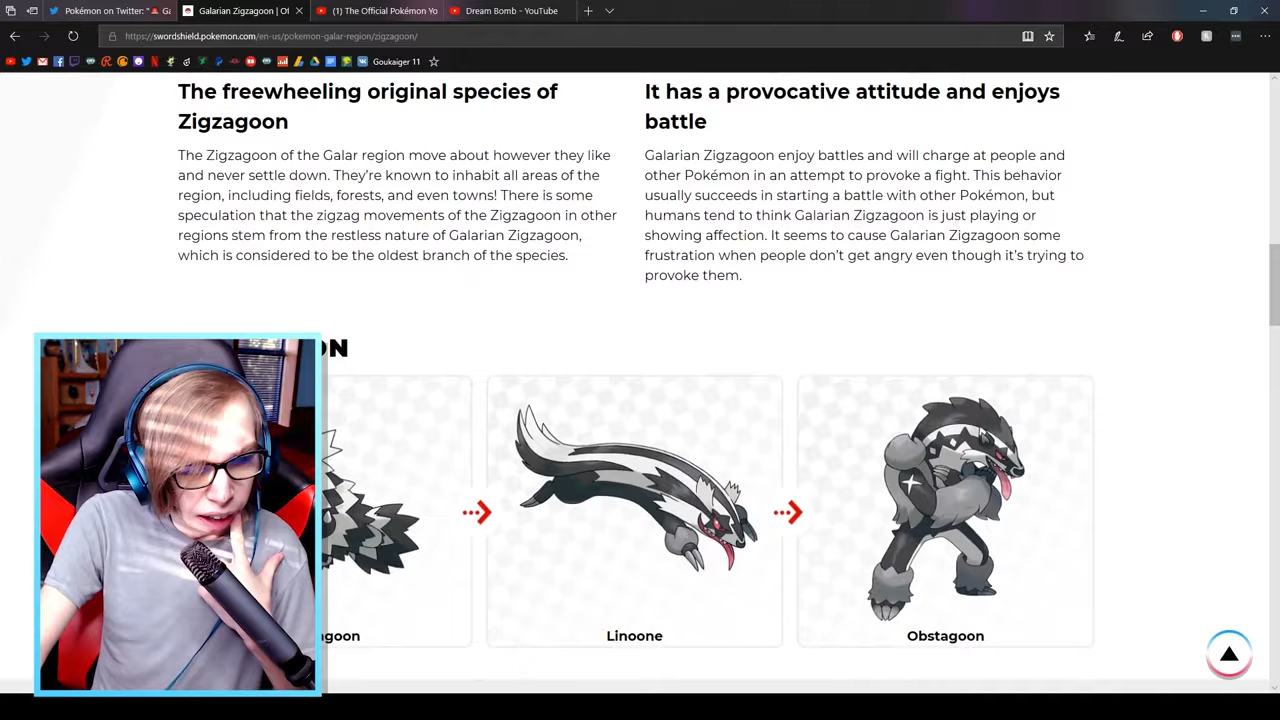 Pokémon on Twitter: "🚨 Ga
Galarian Zigzagoon | Of
(1) The Official Pokémon Yo
Dream Bomb - YouTube
https://swordshield.pokemon.com/en-us/pokemon-galar-region/zigzagoon/
Goukaiger 11
The freewheeling original species of
Zigzagoon
The Zigzagoon of the Galar region move about however they like
and never settle down. They're known to inhabit all areas of the
region, including fields, forests, and even towns! There is some
speculation that the zigzag movements of the Zigzagoon in other
regions stem from the restless nature of Galarian Zigzagoon,
which is considered to be the oldest branch of the species.
It has a provocative attitude and enjoys
battle
Galarian Zigzagoon enjoy battles and will charge at people and
other Pokémon in an attempt to provoke a fight. This behavior
usually succeeds in starting a battle with other Pokémon, but
humans tend to think Galarian Zigzagoon is just playing or
showing affection. It seems to cause Galarian Zigzagoon some
frustration when people don't get angry even though it's trying to
provoke them.
ON
agoon
Linoone
Obstagoon